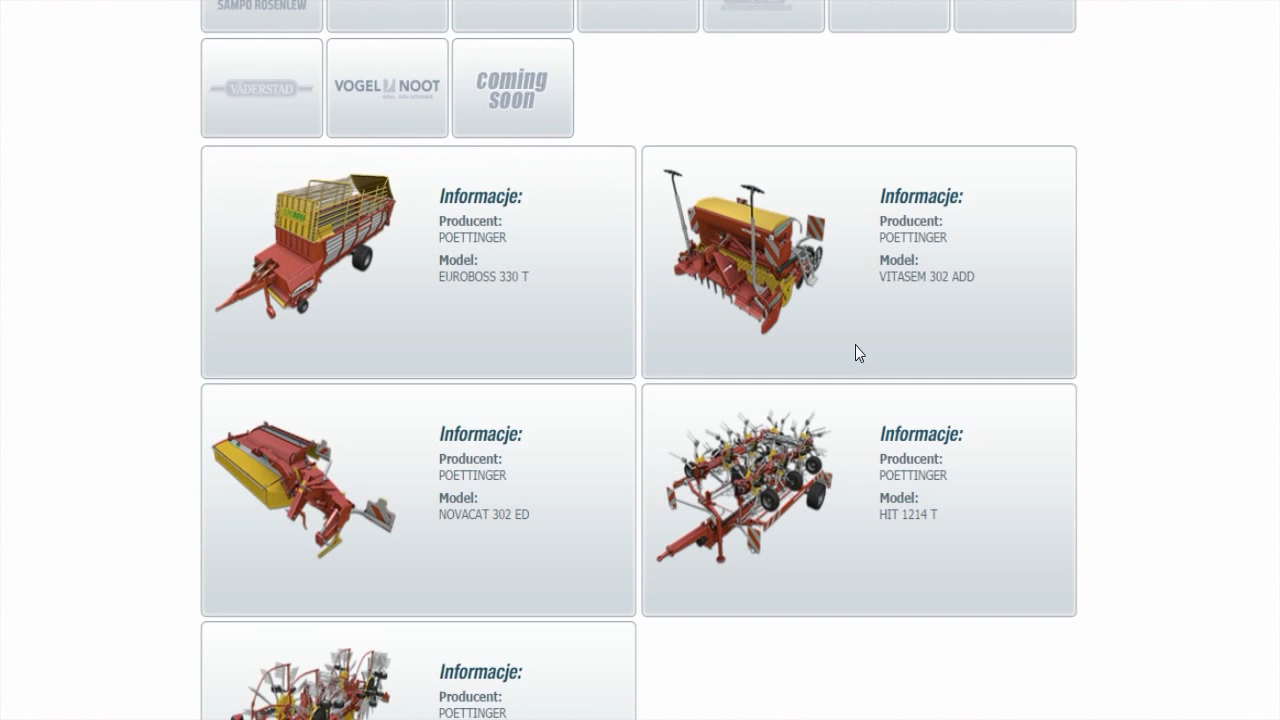 SAMPO ROSENLEW
VÄDERSTAD
VOGEL NOOT
coming
soon
Informacje:
Producent:
POETTINGER
Model:
EUROBOSS 330 T
Informacje:
Producent:
POETTINGER
Model:
VITASEM 302 ADD
Informacje:
Producent:
POETTINGER
Model:
NOVACAT 302 ED
Informacje:
Producent:
POETTINGER
Model:
HIT 1214 T
Informacje:
Producent:
POETTINGER